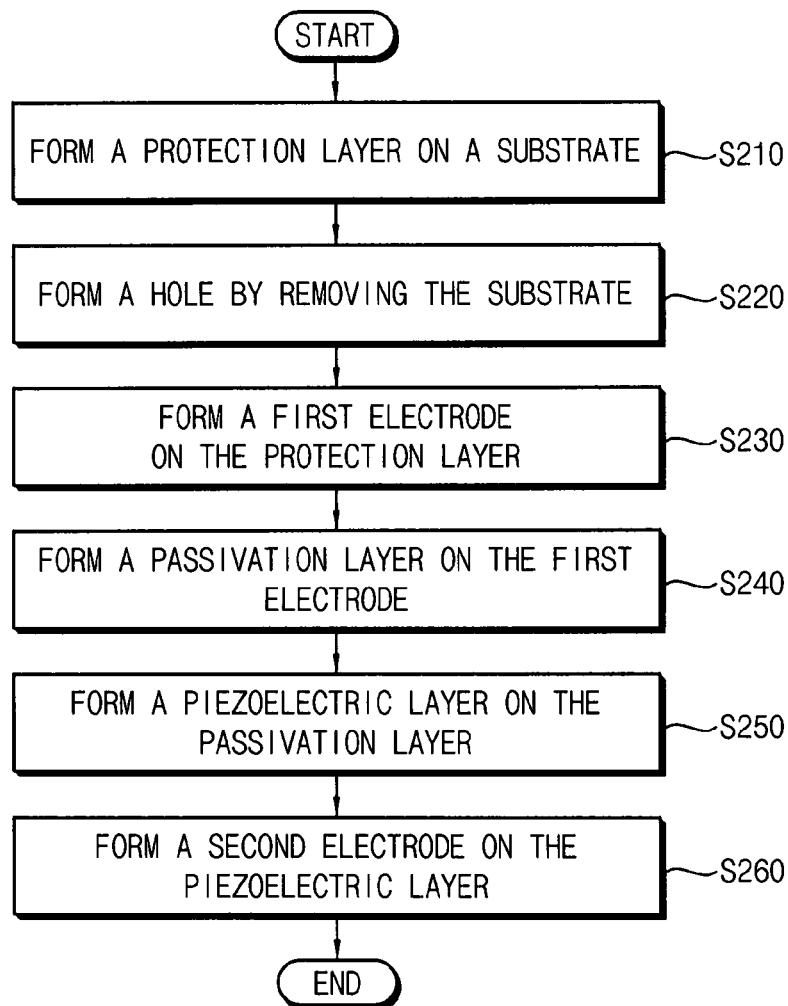 START
FORM A PROTECTION LAYER ON A SUBSTRATE
S210
FORM A HOLE BY REMOVING THE SUBSTRATE
S220
FORM A FIRST ELECTRODE
ON THE PROTECTION LAYER
S230
FORM A PASSIVATION LAYER ON THE FIRST
ELECTRODE
S240
FORM A PIEZOELECTRIC LAYER ON THE
PASSIVATION LAYER
S250
FORM A SECOND ELECTRODE ON THE
PIEZOELECTRIC LAYER
S260
END